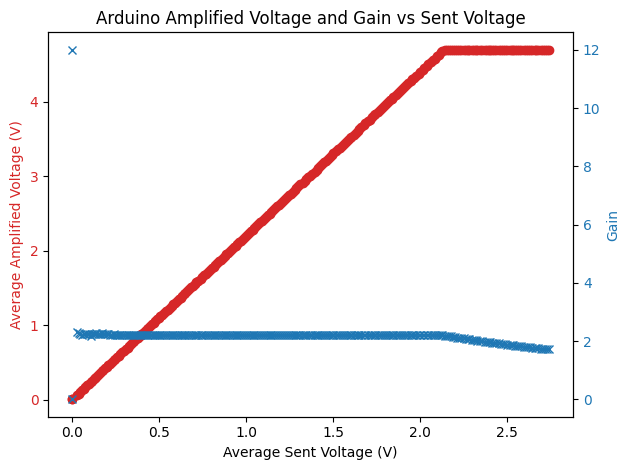 Arduino Amplified Voltage and Gain vs Sent Voltage
Average Amplified Voltage (V)
4
3
2
1
0
12
10
8
6
4
2
0
Gain
0.0 0.5 1.0 1.5 2.0 2.5
Average Sent Voltage (V)